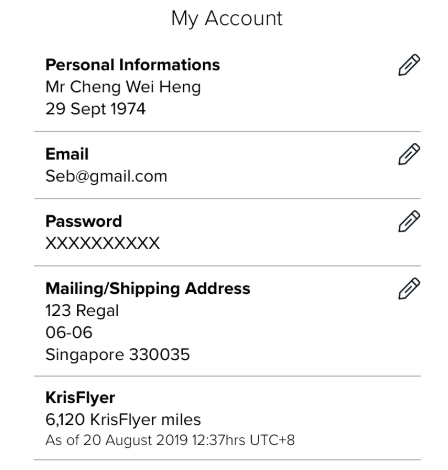 My Account
Personal Informations
Mr Cheng Wei Heng
29 Sept 1974
Email
Seb@gmail.com
Password
XXXXXXXXXX
Mailing/Shipping Address
123 Regal
06-06
Singapore 330035
KrisFlyer
6,120 KrisFlyer miles
As of 20 August 2019 12:37hrs UTC+8